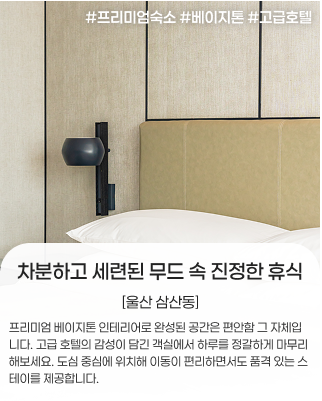 #프리미엄숙소 #베이지톤 #고급호텔
차분하고 세련된 무드 속 진정한 휴식
[울산 삼산동]
프리미엄 베이지톤 인테리어로 완성된 공간은 편안함 그 자체입
니다. 고급 호텔의 감성이 담긴 객실에서 하루를 정갈하게 마무리
해보세요. 도심 중심에 위치해 이동이 편리하면서도 품격 있는 스
테이를 제공합니다.